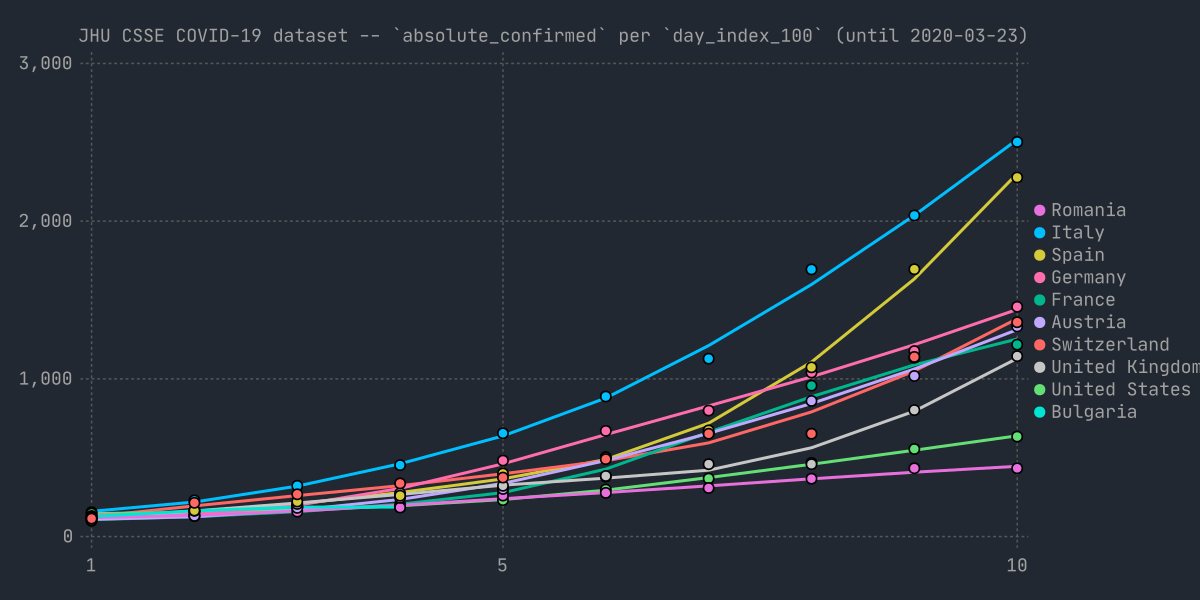 JHU CSSE COVID-19 dataset -- `absolute_confirmed` per `day_index_100` (until 2020-03-23)
3,000
2,000
1,000
0
1
5
10
Romania
Italy
Spain
Germany
France
Austria
Switzerland
United Kingdom
United States
Bulgaria